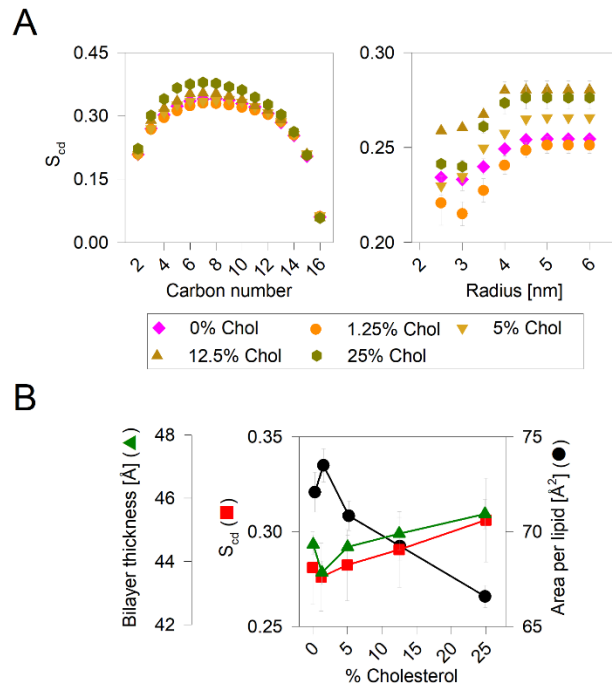 A
0.45
0.30
0.15
0.00
S_cd
2 4 6 8 10 12 14 16
Carbon number
0.30
0.25
0.20
2 3 4 5 6
Radius [nm]
0% Chol 1.25% Chol 5% Chol
12.5% Chol 25% Chol
B
Bilayer thickness [Å] ( )
48
46
44
42
S_cd ( )
0.35
0.30
0.25
0 5 10 15 20 25
% Cholesterol
75
70
65
Area per lipid [Å²] ( )